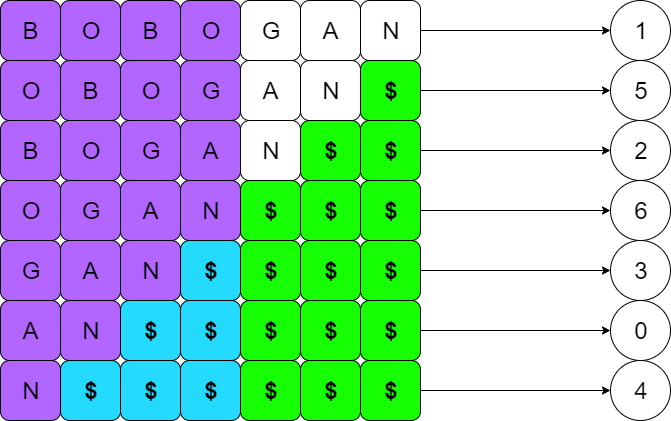 B O B O G A N 1
O B O G A N $ 5
B O G A N $ $ 2
O G A N $ $ $ 6
G A N $ $ $ $ 3
A N $ $ $ $ $ 0
N $ $ $ $ $ $ 4